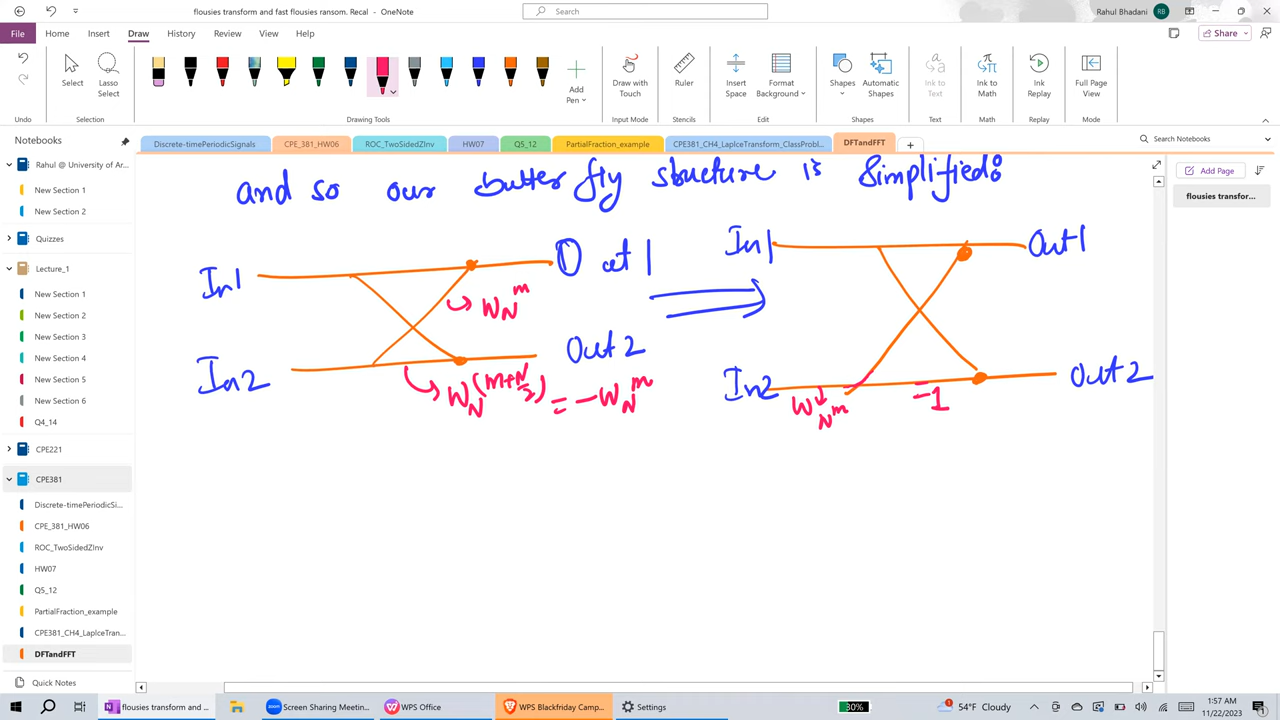 flousies transform and fast flousies ransom. Recal - OneNote
Search
Rahul Bhadani RB
File Home Insert Draw History Review View Help Share
Select Lasso Select Add Pen Draw with Touch Ruler Insert Space Format Background Shapes Automatic Shapes Ink to Text Ink to Math Ink Replay Full Page View
Undo Selection Drawing Tools Input Mode Stencils Edit Shapes Text Math Replay Mode
Notebooks
Discrete-timePeriodicSignals CPE_381_HW06 ROC_TwoSidedZInv HW07 Q5_12 PartialFraction_example CPE381_CH4_LaplceTransform_ClassProbl... DFTandFFT
Search Notebooks
Rahul @ University of Ar...
New Section 1
New Section 2
Quizzes
Lecture_1
New Section 1
New Section 2
New Section 3
New Section 4
New Section 5
New Section 6
Q4_14
CPE221
CPE381
Discrete-timePeriodicSi...
CPE_381_HW06
ROC_TwoSidedZInv
HW07
Q5_12
PartialFraction_example
CPE381_CH4_LaplceTran...
DFTandFFT
Quick Notes
and so our butterfly structure is simplified:
In1 Out1
W_N^m
In2 Out2
W_N^(m+N/2) = -W_N^m
In1 Out1
In2 Out2
W_N^m -1
Add Page
flousies transfor...
flousies transform and ... Screen Sharing Meetin... WPS Office WPS Blackfriday Camp... Settings
30% 54°F Cloudy 1:57 AM
11/22/2023